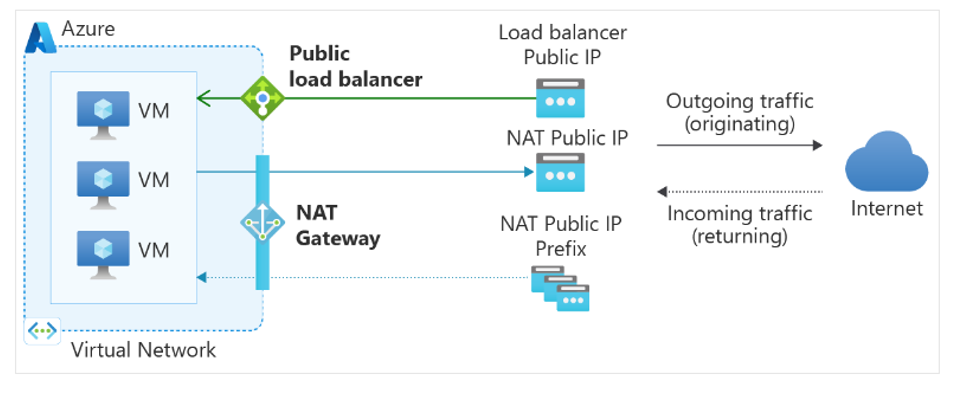 Azure
Public
load balancer
Load balancer
Public IP
VM
Outgoing traffic
(originating)
NAT Public IP
VM
NAT
Gateway
Incoming traffic
(returning)
Internet
NAT Public IP
Prefix
VM
Virtual Network